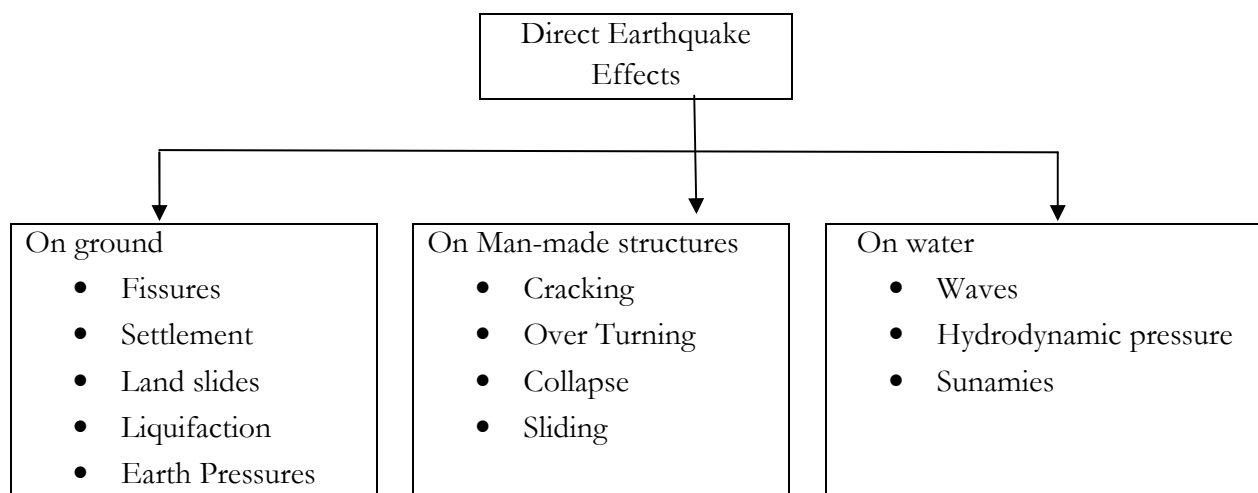 Direct Earthquake
Effects
On ground
• Fissures
• Settlement
• Land slides
• Liquifaction
• Earth Pressures
On Man-made structures
• Cracking
• Over Turning
• Collapse
• Sliding
On water
• Waves
• Hydrodynamic pressure
• Sunamies